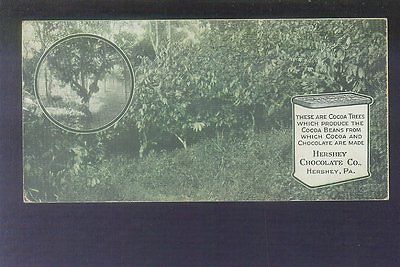 THESE ARE COCOA TREES
WHICH PRODUCE THE
COCOA BEANS FROM
WHICH COCOA AND
CHOCOLATE ARE MADE
HERSHEY
CHOCOLATE CO.,
HERSHEY, PA.